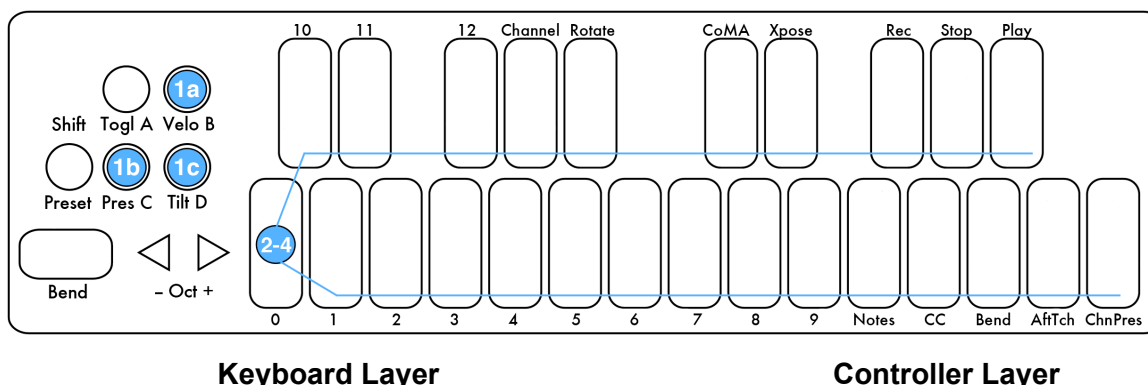 10 11 12 Channel Rotate CoMA Xpose Rec Stop Play
1a
Shift Togl A Velo B
1b 1c
Preset Pres C Tilt D
2-4
Bend – Oct +
0 1 2 3 4 5 6 7 8 9 Notes CC Bend AftTch ChnPres
Keyboard Layer Controller Layer